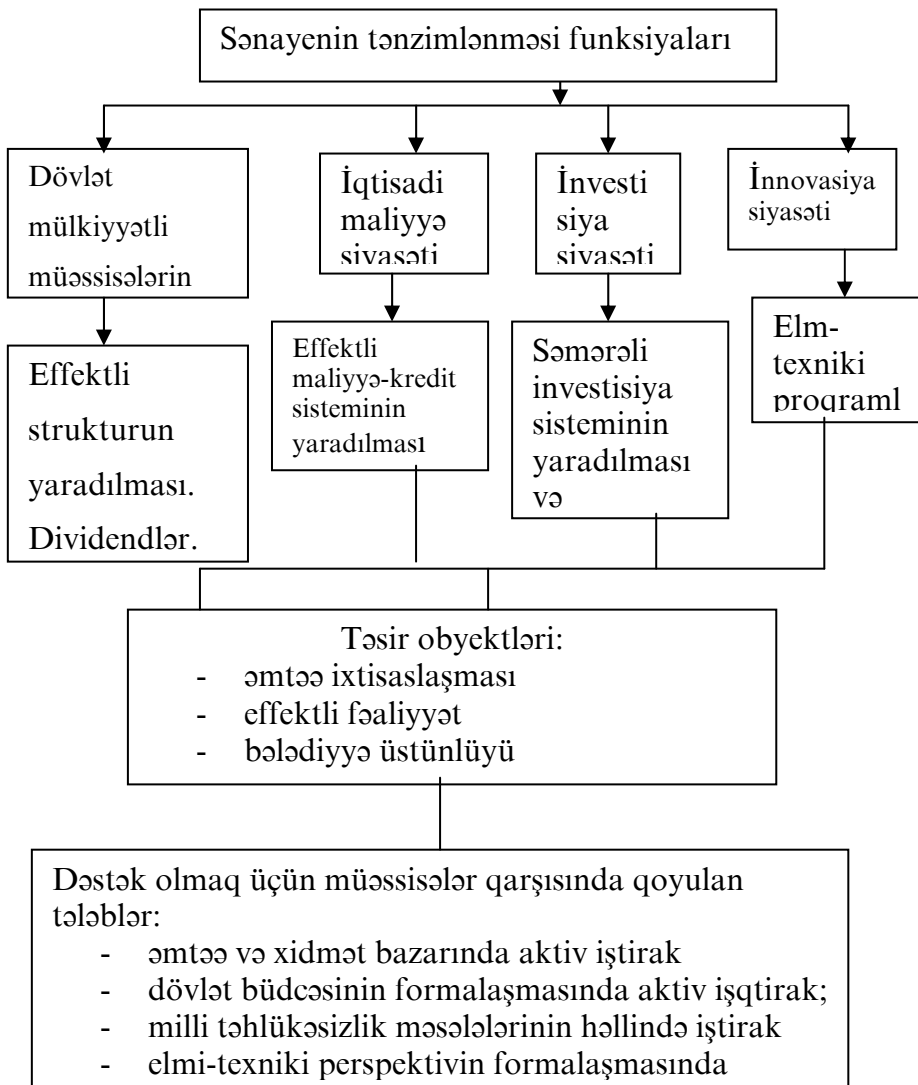 Sənayenin tənzimlənməsi funksiyaları
Dövlət
mülkiyyətli
müəssisələrin
İqtisadi
maliyyə
siyasəti
İnvesti
siya
siyasəti
İnnovasiya
siyasəti
Effektli
strukturun
yaradılması.
Dividendlər.
Effektli
maliyyə-kredit
sisteminin
yaradılması
Səmərəli
investisiya
sisteminin
yaradılması
və
Elm-
texniki
proqraml
Təsir obyektləri:
- əmtəə ixtisaslaşması
- effektli fəaliyyət
- bələdiyyə üstünlüyü
Dəstək olmaq üçün müəssisələr qarşısında qoyulan
tələblər:
- əmtəə və xidmət bazarında aktiv iştirak
- dövlət büdcəsinin formalaşmasında aktiv işqtirak;
- milli təhlükəsizlik məsələlərinin həllində iştirak
- elmi-texniki perspektivin formalaşmasında